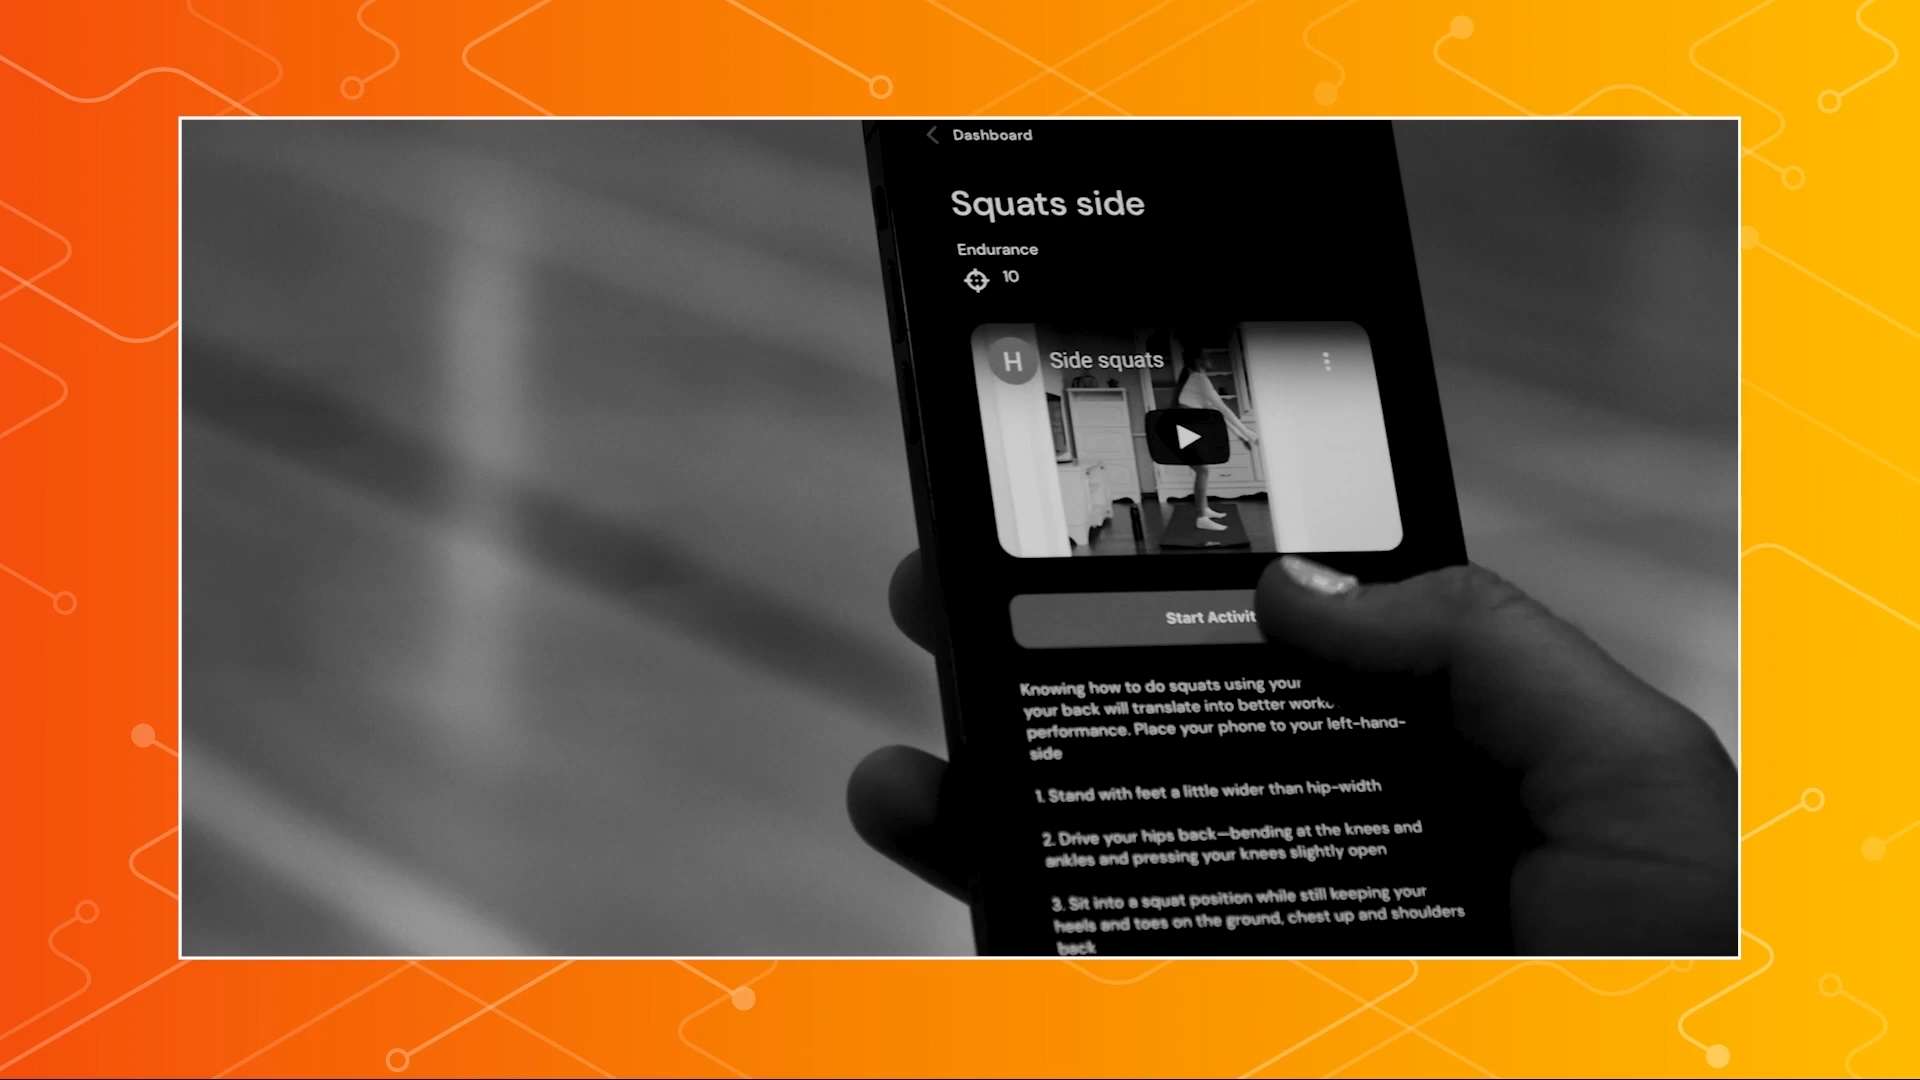 Dashboard
Squats side
Endurance
10
H Side squats
Start Activit
Knowing how to do squats using your
your back will translate into better
performance. Place your phone to your left-hand-
side
1. Stand with feet a little wider than hip-width
2. Drive your hips back—bending at the knees and
ankles and pressing your knees slightly open
3. Sit into a squat position while still keeping your
heels and toes on the ground, chest up and shoulders
back